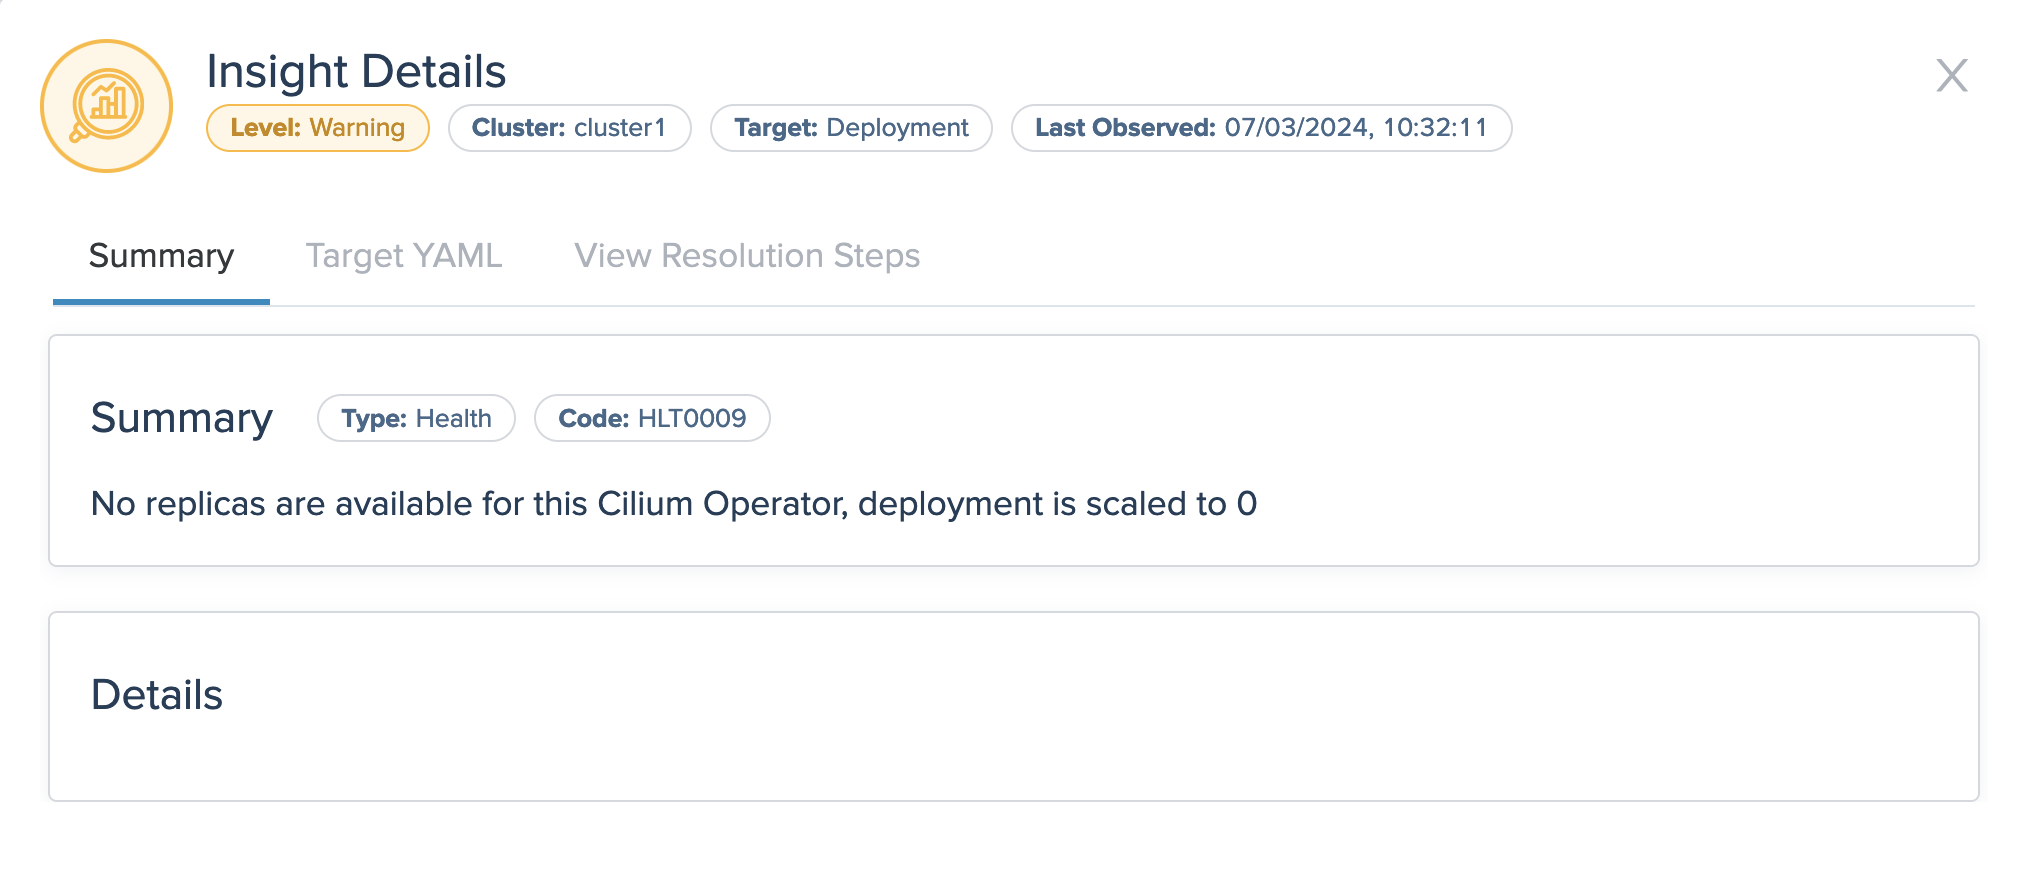 Insight Details
X
Level: Warning Cluster: cluster1 Target: Deployment Last Observed: 07/03/2024, 10:32:11
Summary Target YAML View Resolution Steps
Summary Type: Health Code: HLT0009
No replicas are available for this Cilium Operator, deployment is scaled to 0
Details